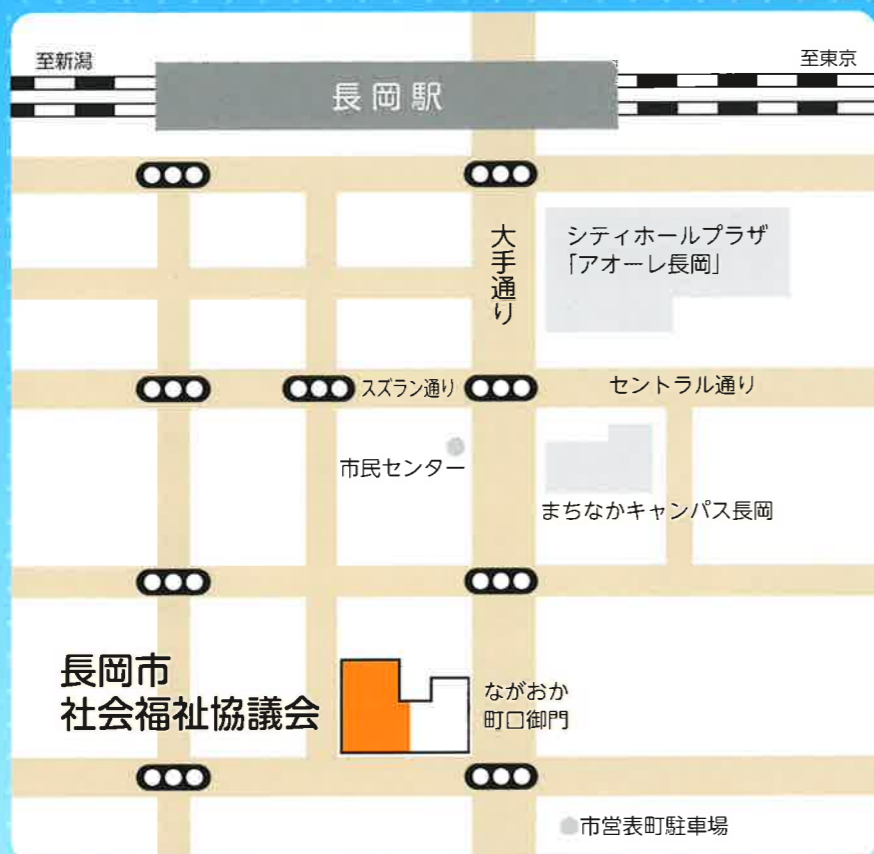 至新潟
至東京
長岡駅
大手通り
シティホールプラザ
「アオーレ長岡」
スズラン通り
セントラル通り
市民センター
まちなかキャンパス長岡
長岡市
社会福祉協議会
ながおか
町口御門
市営表町駐車場